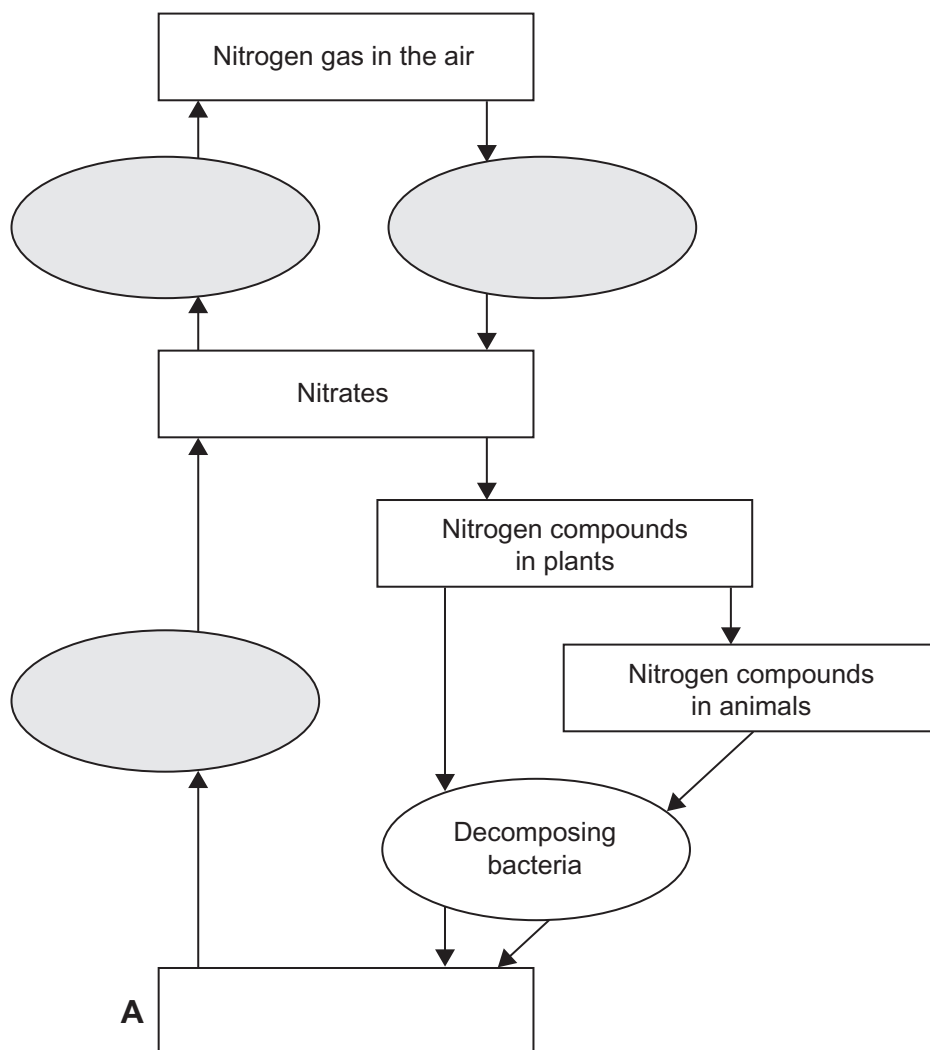 Nitrogen gas in the air
Nitrates
Nitrogen compounds
in plants
Nitrogen compounds
in animals
Decomposing
bacteria
A